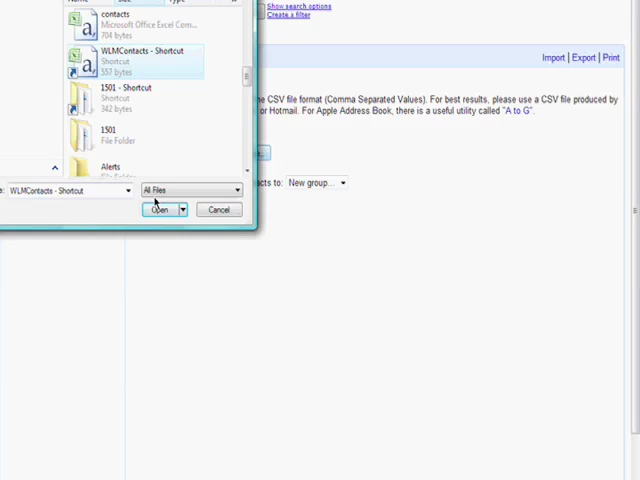 Name Size Type »
contacts
Microsoft Office Excel Com...
704 bytes
WLMContacts - Shortcut
Shortcut
557 bytes
1501 - Shortcut
Shortcut
342 bytes
1501
File Folder
Alerts
File Folder
e: WLMContacts - Shortcut All Files
Open Cancel
Show search options
Create a filter
Import | Export | Print
the CSV file format (Comma Separated Values). For best results, please use a CSV file produced by
or Hotmail. For Apple Address Book, there is a useful utility called "A to G".
e...
cts to: New group...